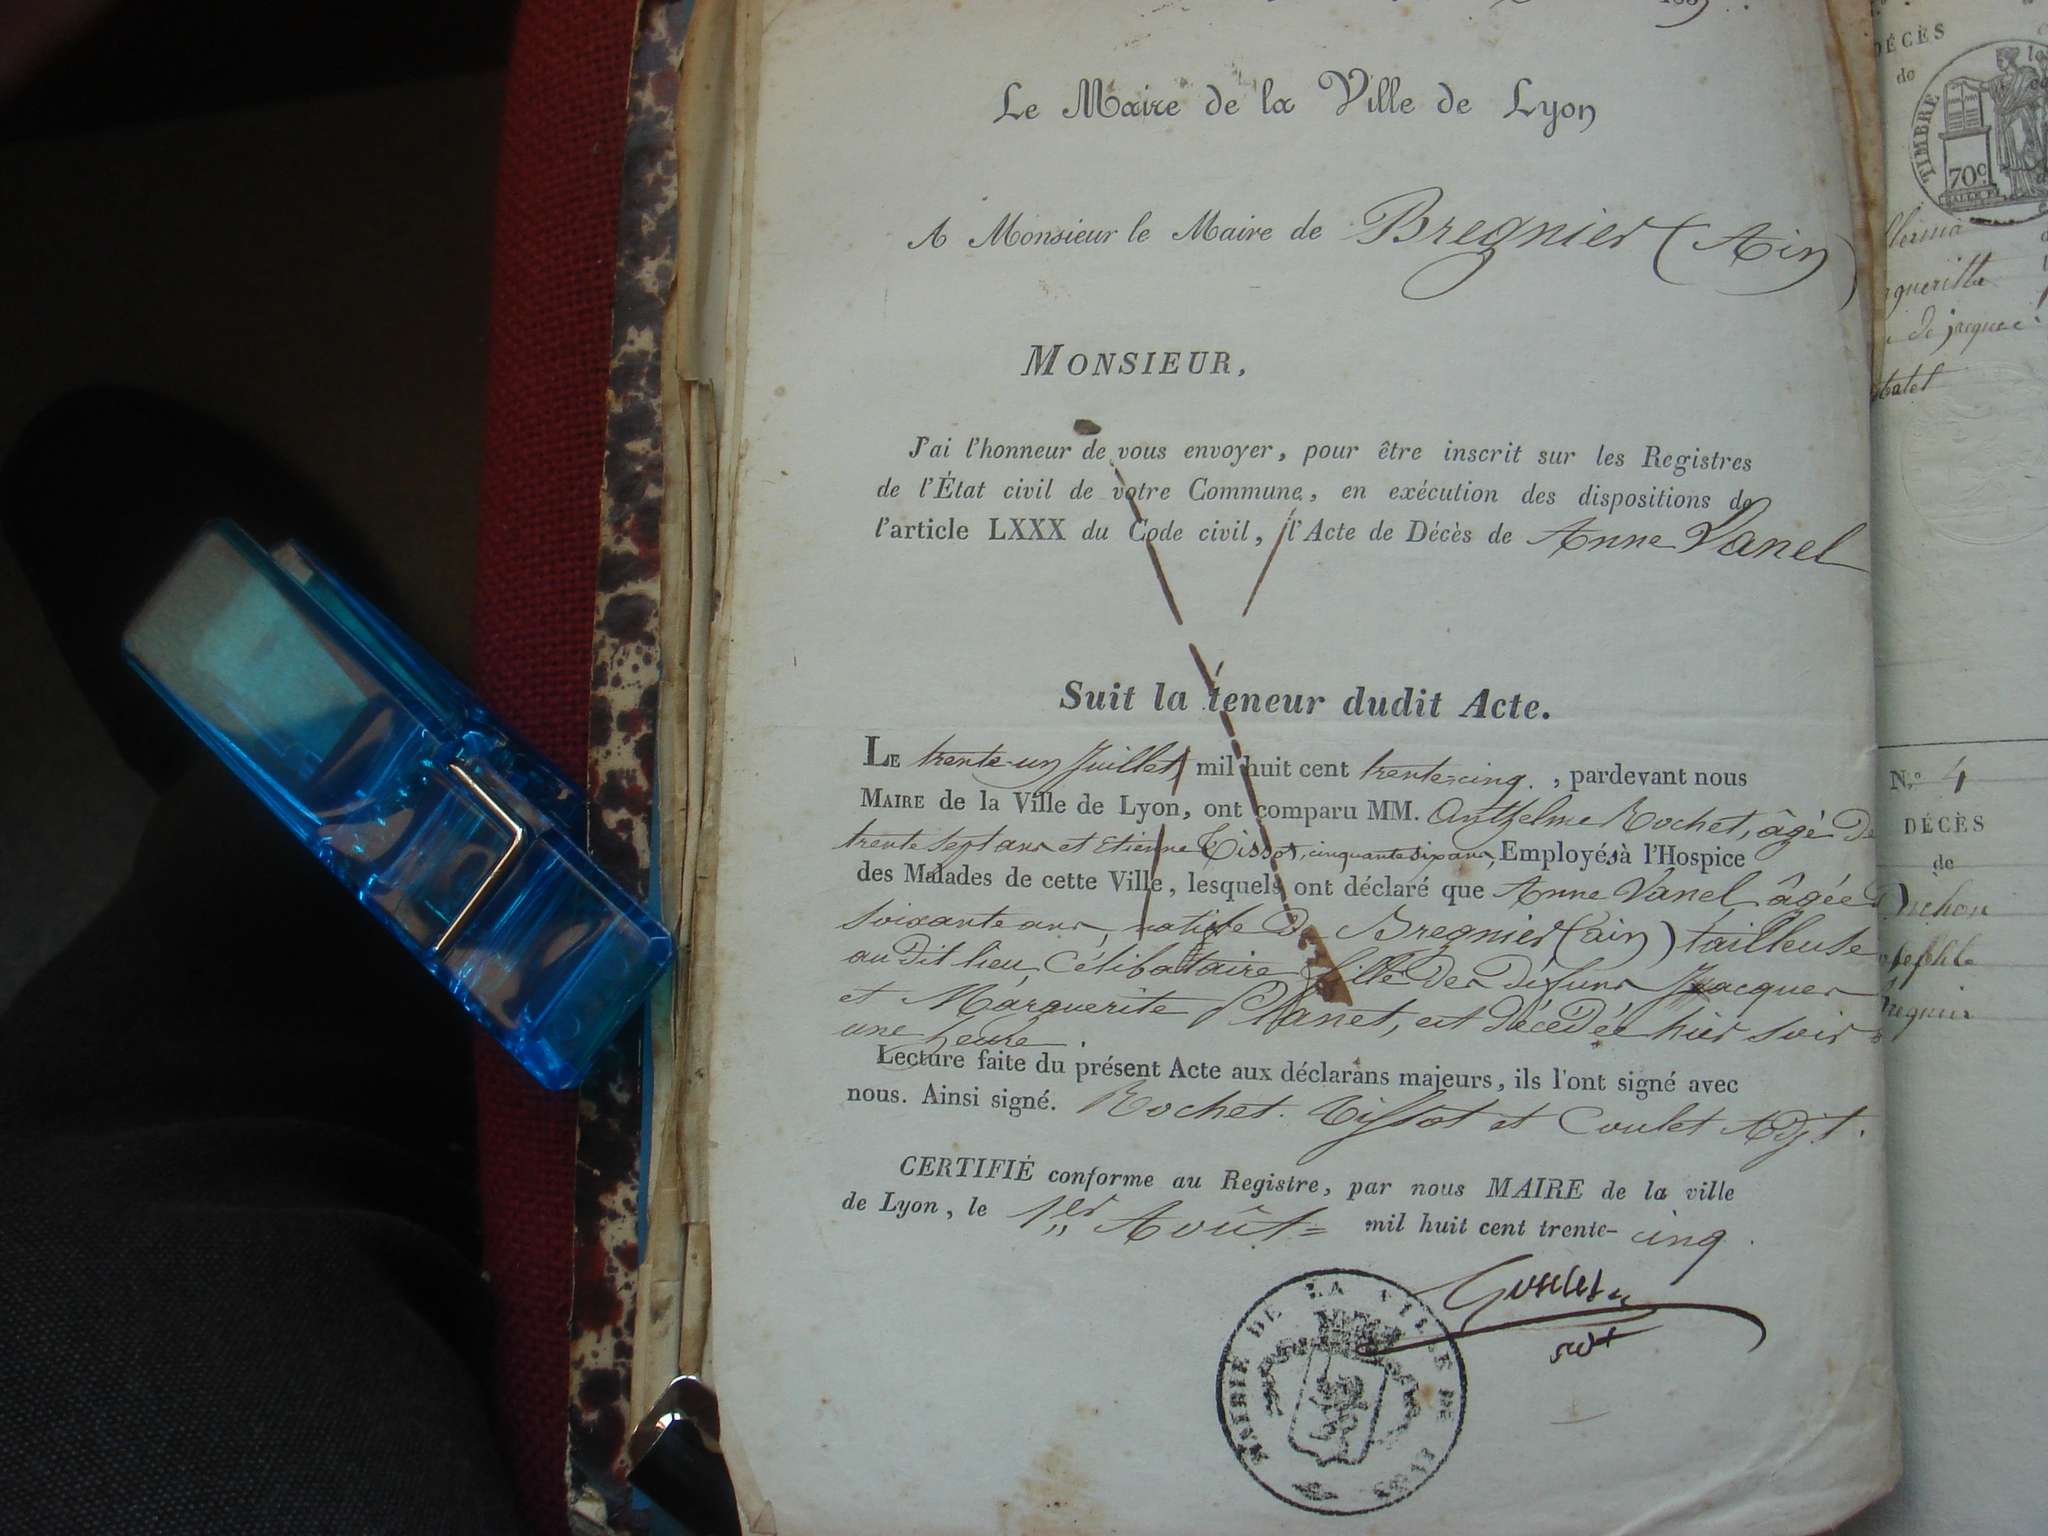 Le Maire de la Ville de Lyon
A Monsieur le Maire de Bregnier (Ain)
MONSIEUR,
J'ai l'honneur de vous envoyer, pour être inscrit sur les Registres
de l'État civil de votre Commune, en exécution des dispositions de
l'article LXXX du Code civil, l'Acte de Décès de Anne Vanel
Suit la teneur dudit Acte.
LE trente un Juillet mil huit cent trente cinq, pardevant nous
MAIRE de la Ville de Lyon, ont comparu MM. Anthelme Rochet, âgé de
trente sept ans et Etienne Tissot, cinquante six ans, Employés à l'Hospice
des Malades de cette Ville, lesquels ont déclaré que Anne Vanel âgée de
soixante ans, native de Bregnier (ain) tailleuse
au dit lieu, Célibataire fille des défuns Jacques
et Marguerite Planet, est décédée hier soir à
une heure.
Lecture faite du présent Acte aux déclarans majeurs, ils l'ont signé avec
nous. Ainsi signé. Rochet. Tissot et Coulet Adj.t.
CERTIFIÉ conforme au Registre, par nous MAIRE de la ville
de Lyon, le 1er Août mil huit cent trente-cinq.
MAIRIE DE LA VILLE DE LYON
DÉCÈS
de
TIMBRE
70c
de jacques
N.o 4
DÉCÈS
de